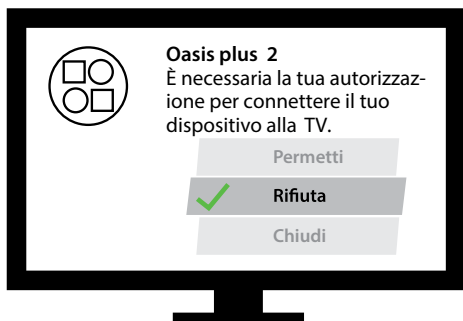 Oasis plus 2
È necessaria la tua autorizzaz-
ione per connettere il tuo
dispositivo alla TV.
Permetti
Rifiuta
Chiudi